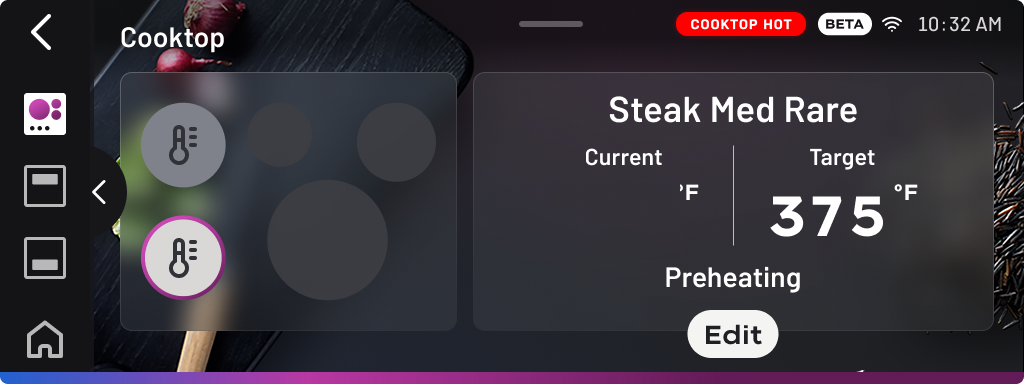 Cooktop
COOKTOP HOT
BETA
10:32 AM
Steak Med Rare
Current
Target
°F
375 °F
Preheating
Edit